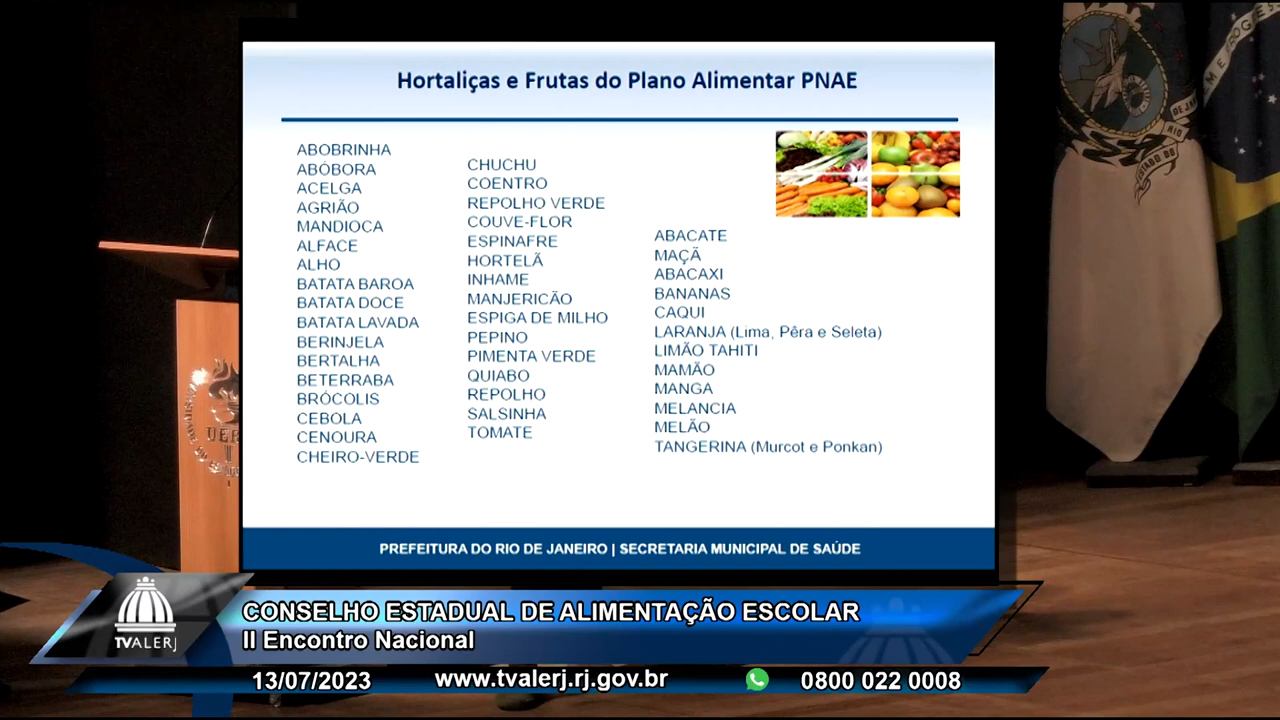 Hortaliças e Frutas do Plano Alimentar PNAE
ABOBRINHA
ABÓBORA
ACELGA
AGRIÃO
MANDIOCA
ALFACE
ALHO
BATATA BAROA
BATATA DOCE
BATATA LAVADA
BERINJELA
BERTALHA
BETERRABA
BRÓCOLIS
CEBOLA
CENOURA
CHEIRO-VERDE
CHUCHU
COENTRO
REPOLHO VERDE
COUVE-FLOR
ESPINAFRE
HORTELÃ
INHAME
MANJERICÃO
ESPIGA DE MILHO
PEPINO
PIMENTA VERDE
QUIABO
REPOLHO
SALSINHA
TOMATE
ABACATE
MAÇÃ
ABACAXI
BANANAS
CAQUI
LARANJA (Lima, Pêra e Seleta)
LIMÃO TAHITI
MAMÃO
MANGA
MELANCIA
MELÃO
TANGERINA (Murcot e Ponkan)
PREFEITURA DO RIO DE JANEIRO | SECRETARIA MUNICIPAL DE SAÚDE
TVALERJ
CONSELHO ESTADUAL DE ALIMENTAÇÃO ESCOLAR
II Encontro Nacional
13/07/2023
www.tvalerj.rj.gov.br
0800 022 0008